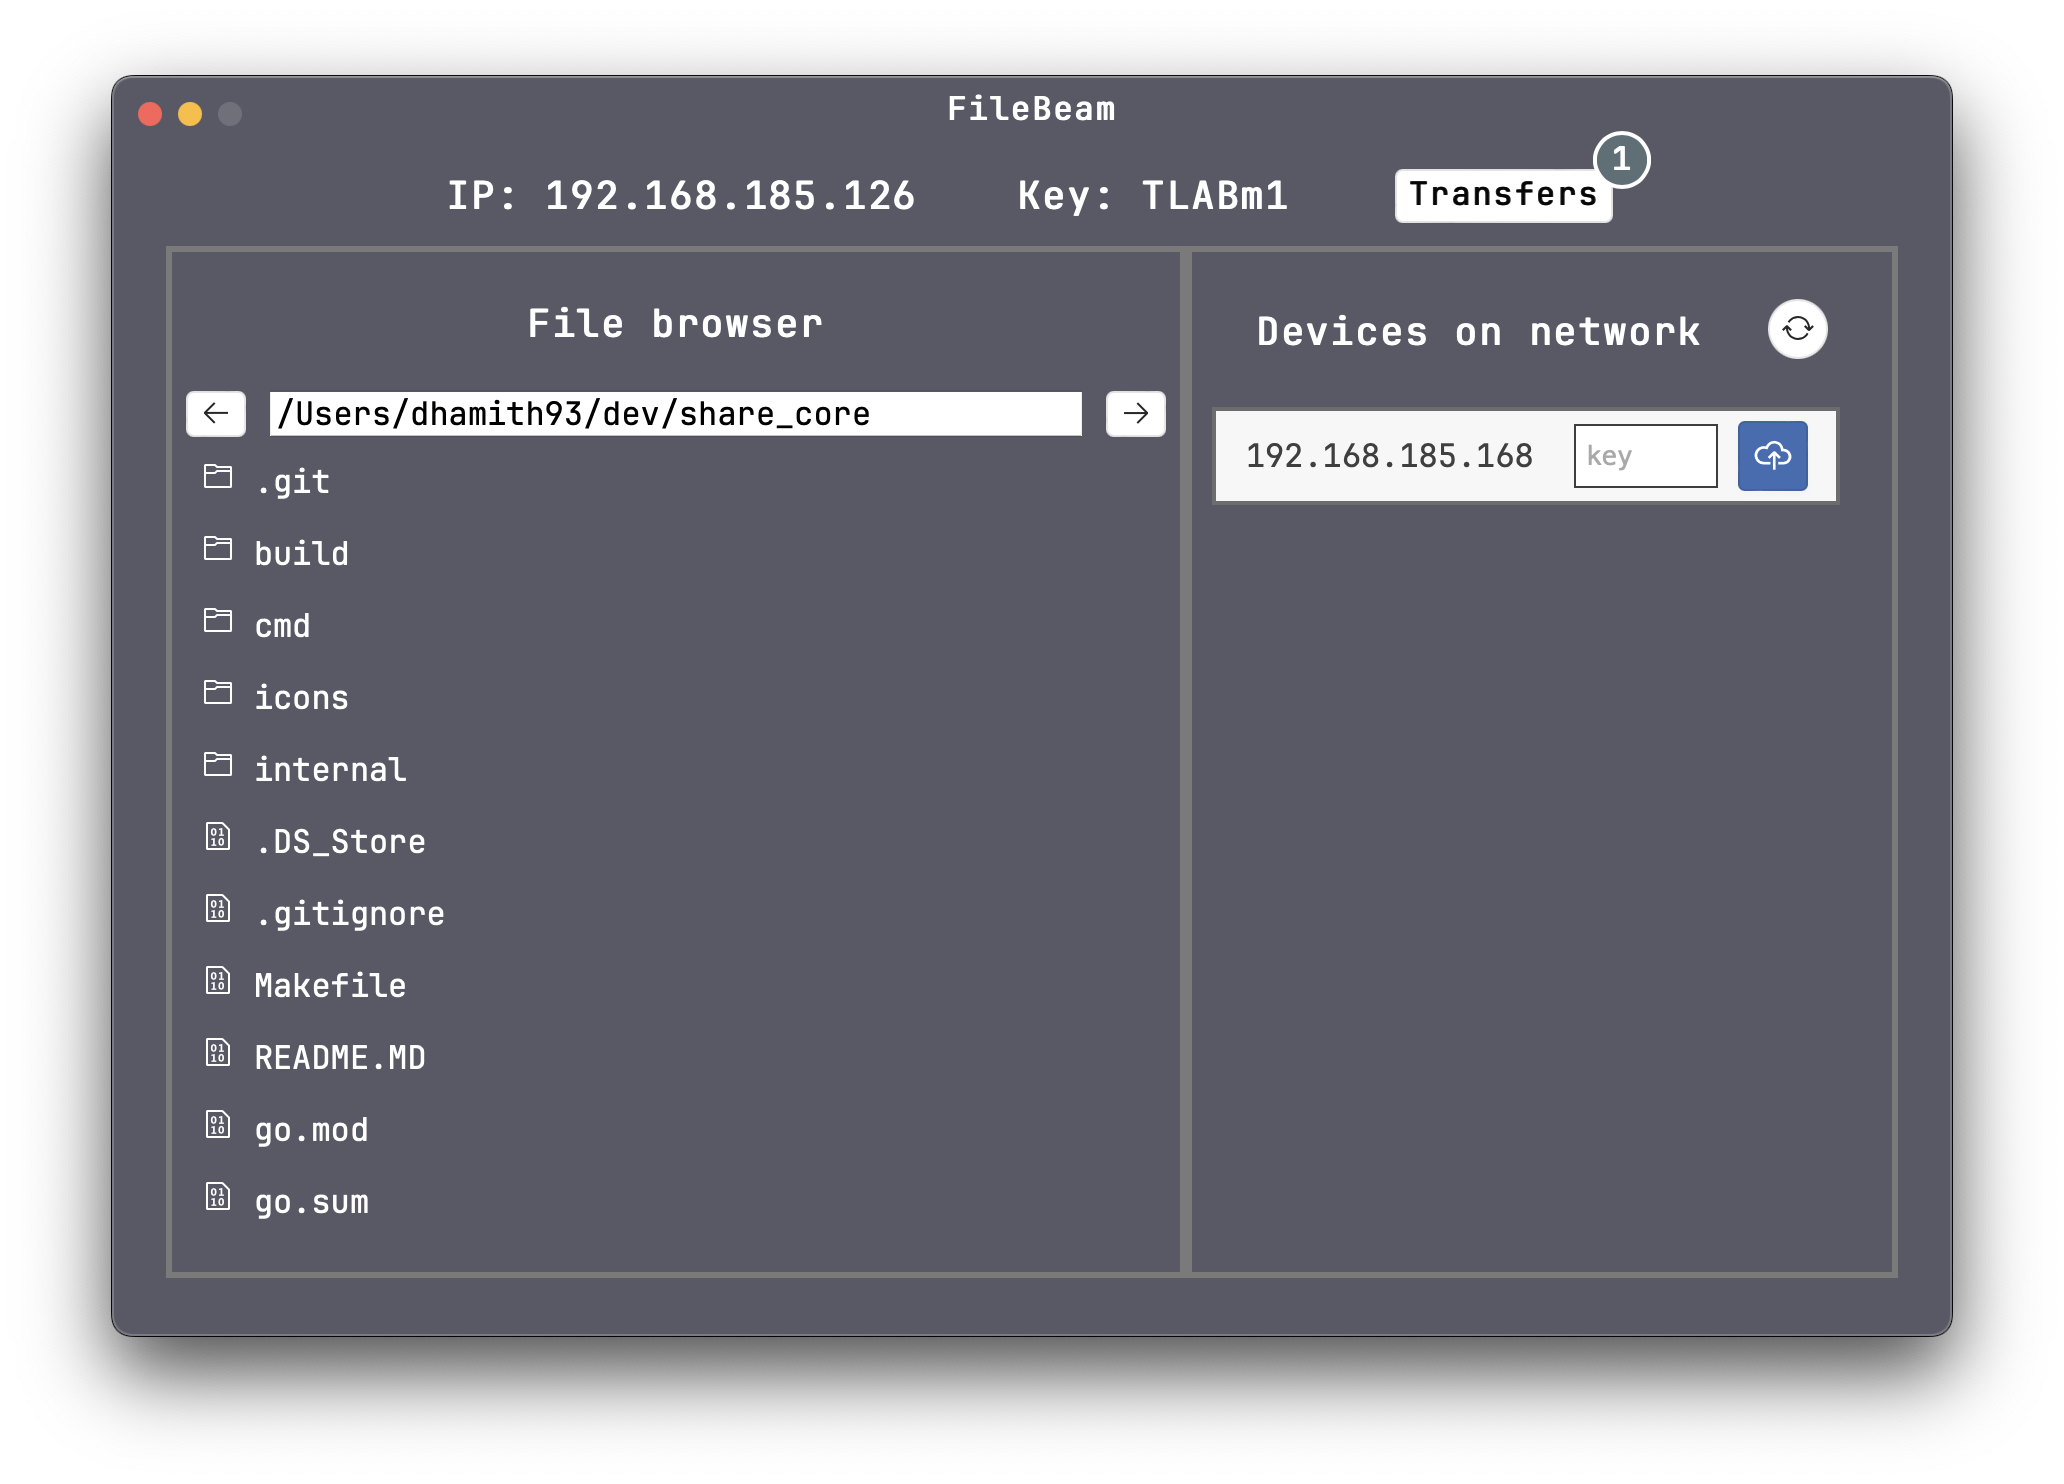 FileBeam
IP: 192.168.185.126 Key: TLABm1 Transfers 1
File browser
/Users/dhamith93/dev/share_core
.git
build
cmd
icons
internal
.DS_Store
.gitignore
Makefile
README.MD
go.mod
go.sum
Devices on network
192.168.185.168 key